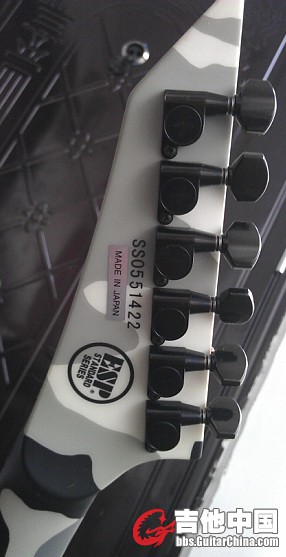 SS0551422
MADE IN JAPAN
ESP
STANDARD
SERIES
吉他中国
bbs.GuitarChina.com